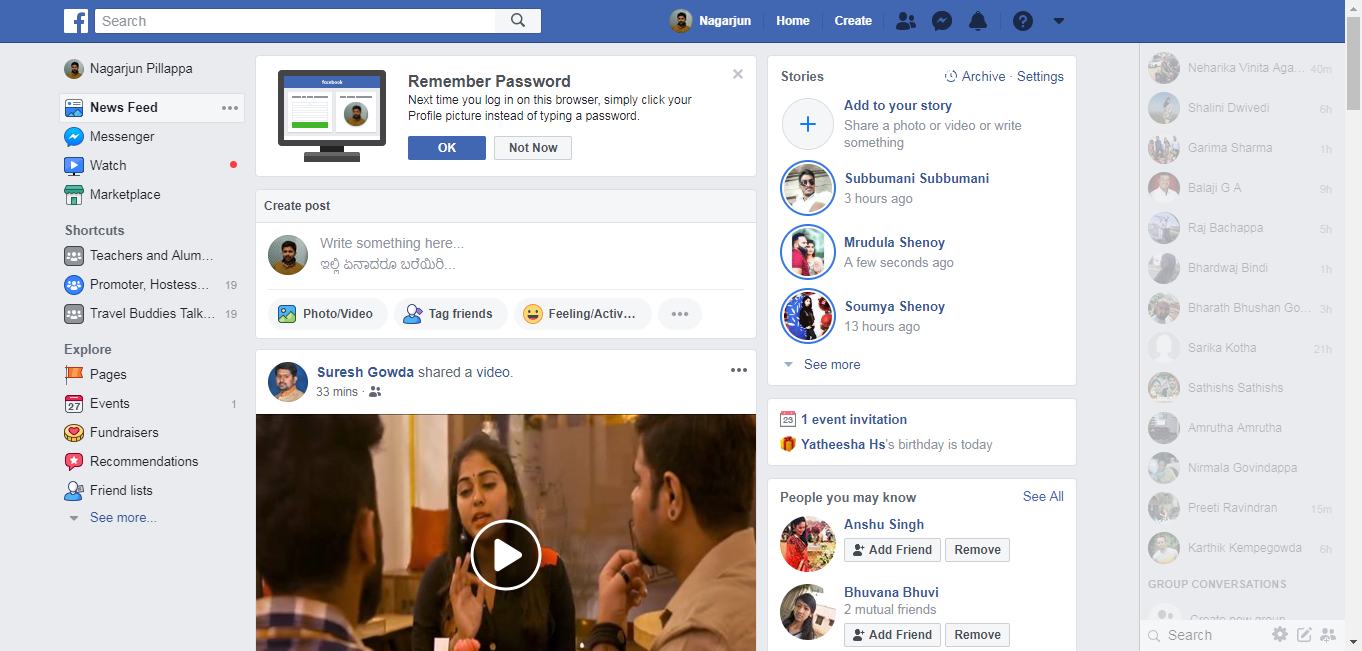 Search
Nagarjun
Home
Create
Nagarjun Pillappa
News Feed
Messenger
Watch
Marketplace
Shortcuts
Teachers and Alum...
Promoter, Hostess... 19
Travel Buddies Talk... 19
Explore
Pages
27 Events 1
Fundraisers
Recommendations
Friend lists
See more...
facebook
Remember Password
Next time you log in on this browser, simply click your
Profile picture instead of typing a password.
OK
Not Now
Create post
Write something here...
ಇಲ್ಲಿ ಏನಾದರೂ ಬರೆಯಿರಿ...
Photo/Video
Tag friends
Feeling/Activ...
Suresh Gowda shared a video.
33 mins ·
Stories
Archive · Settings
Add to your story
Share a photo or video or write
something
Subbumani Subbumani
3 hours ago
Mrudula Shenoy
A few seconds ago
Soumya Shenoy
13 hours ago
See more
23 1 event invitation
Yatheesha Hs's birthday is today
People you may know
See All
Anshu Singh
Add Friend
Remove
Bhuvana Bhuvi
2 mutual friends
Add Friend
Remove
Neharika Vinita Aga... 40m
Shalini Dwivedi 6h
Garima Sharma 1h
Balaji G A 9h
Raj Bachappa 5h
Bhardwaj Bindi 1h
Bharath Bhushan Go... 3h
Sarika Kotha 21h
Sathishs Sathishs
Amrutha Amrutha
Nirmala Govindappa
Preeti Ravindran 15m
Karthik Kempegowda 6h
GROUP CONVERSATIONS
Create new group
Search